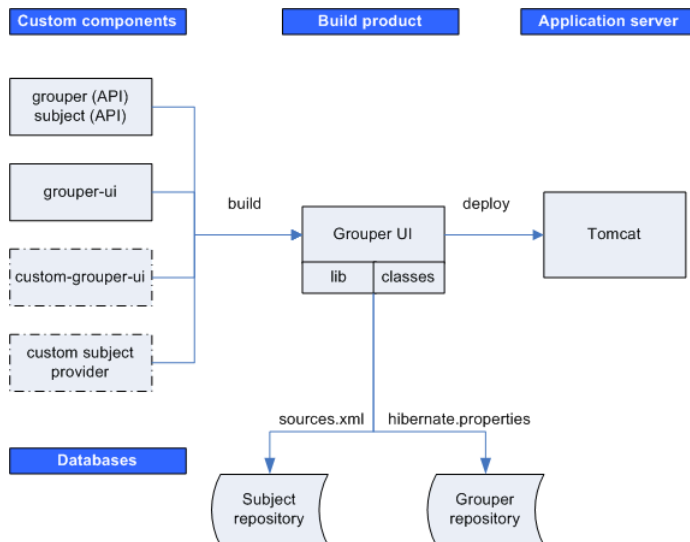 Custom components
Build product
Application server
grouper (API)
subject (API)
grouper-ui
build
deploy
Grouper UI
Tomcat
lib
classes
custom-grouper-ui
custom subject
provider
sources.xml
hibernate.properties
Databases
Subject
repository
Grouper
repository